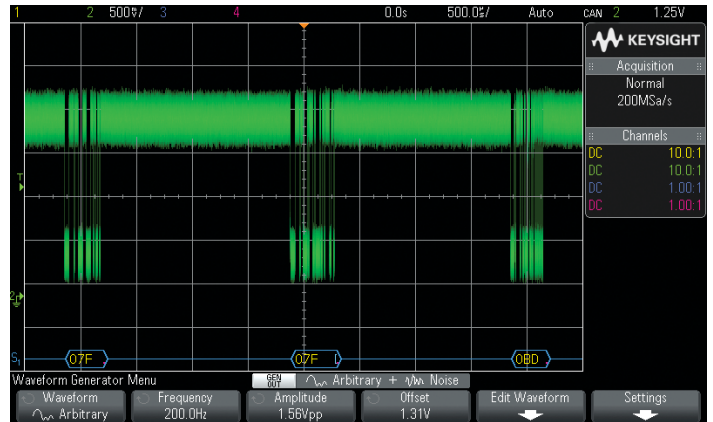 1 2 500▽/ 3 4 0.0s 500.0▽/ Auto CAN 2 1.25V
KEYSIGHT
Acquisition
Normal
200MSa/s
Channels
DC 10.0:1
DC 10.0:1
DC 1.00:1
DC 1.00:1
T
2
S1 07F 07F D 0BD
Waveform Generator Menu GEN OUT Arbitrary + Noise
Waveform Frequency Amplitude Offset Edit Waveform Settings
Arbitrary 200.0Hz 1.56Vpp 1.31V